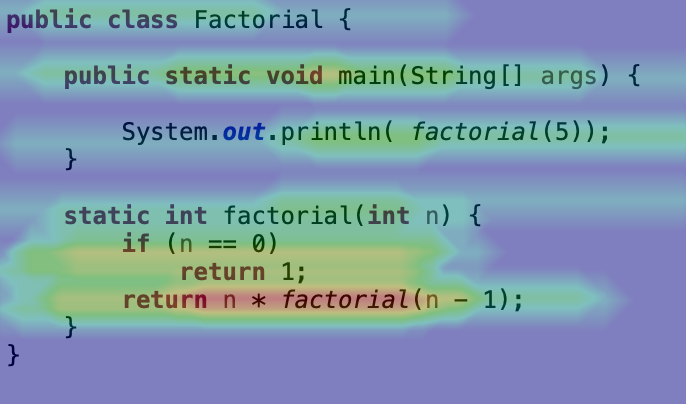 public class Factorial {
public static void main(String[] args) {
System.out.println( factorial(5));
}
static int factorial(int n) {
if (n == 0)
return 1;
return n * factorial(n - 1);
}
}